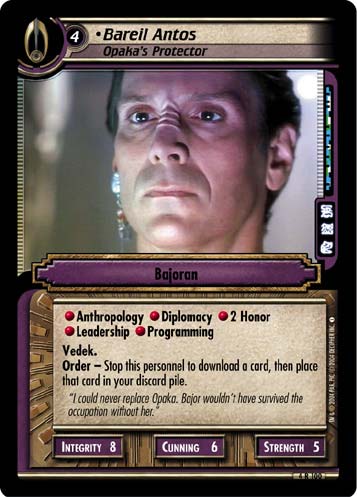 4
•Bareil Antos
Opaka's Protector
Bajoran
• Anthropology • Diplomacy • 2 Honor
• Leadership • Programming
Vedek.
Order – Stop this personnel to download a card, then place
that card in your discard pile.
"I could never replace Opaka. Bajor wouldn't have survived the
occupation without her."
INTEGRITY 8 CUNNING 6 STRENGTH 5
4 R 100